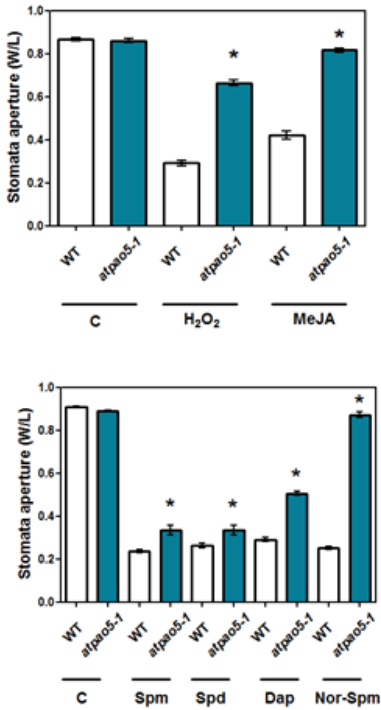 Stomata aperture (W/L)
1.0
0.8
0.6
0.4
0.2
0.0
*
*
WT
atpao5-1
WT
atpao5-1
WT
atpao5-1
C
H₂O₂
MeJA
Stomata aperture (W/L)
1.0
0.8
0.6
0.4
0.2
0.0
*
*
*
*
WT
atpao5-1
WT
atpao5-1
WT
atpao5-1
WT
atpao5-1
WT
atpao5-1
C
Spm
Spd
Dap
Nor-Spm